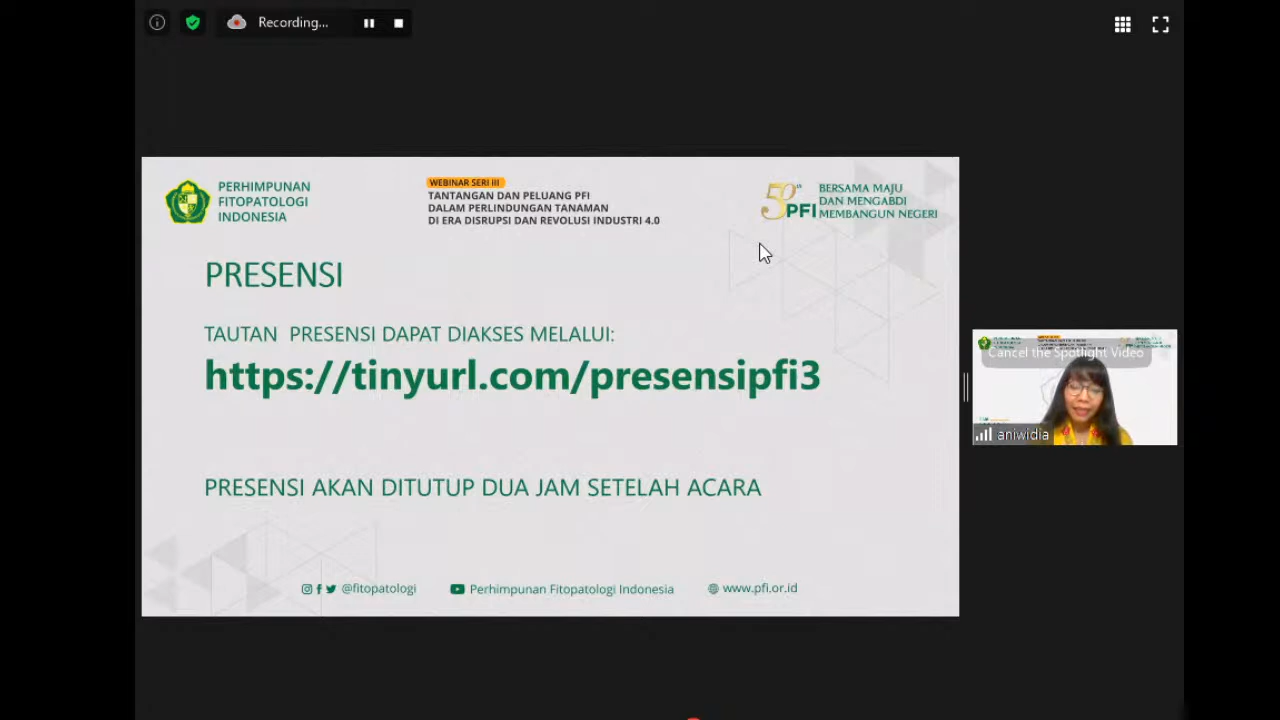 Recording...
PERHIMPUNAN
FITOPATOLOGI
INDONESIA
WEBINAR SERI III
TANTANGAN DAN PELUANG PFI
DALAM PERLINDUNGAN TANAMAN
DI ERA DISRUPSI DAN REVOLUSI INDUSTRI 4.0
50th
PFI
BERSAMA MAJU
DAN MENGABDI
MEMBANGUN NEGERI
PRESENSI
TAUTAN PRESENSI DAPAT DIAKSES MELALUI:
https://tinyurl.com/presensipfi3
PRESENSI AKAN DITUTUP DUA JAM SETELAH ACARA
@fitopatologi
Perhimpunan Fitopatologi Indonesia
www.pfi.or.id
Cancel the Spotlight Video
aniwidia